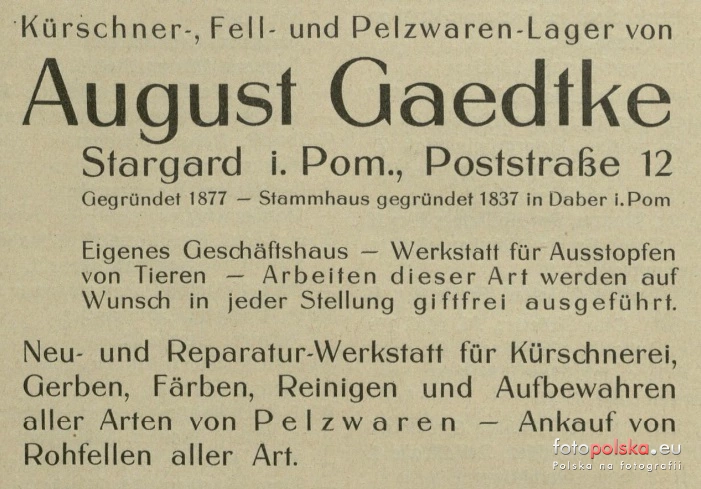 Kürschner-, Fell- und Pelzwaren-Lager von
August Gaedtke
Stargard i. Pom., Poststraße 12
Gegründet 1877 — Stammhaus gegründet 1837 in Daber i. Pom
Eigenes Geschäftshaus — Werkstatt für Ausstopfen
von Tieren — Arbeiten dieser Art werden auf
Wunsch in jeder Stellung giftfrei ausgeführt.
Neu- und Reparatur-Werkstatt für Kürschnerei,
Gerben, Färben, Reinigen und Aufbewahren
aller Arten von Pelzwaren — Ankauf von
Rohfellen aller Art.
fotopolska.eu
Polska na fotografii